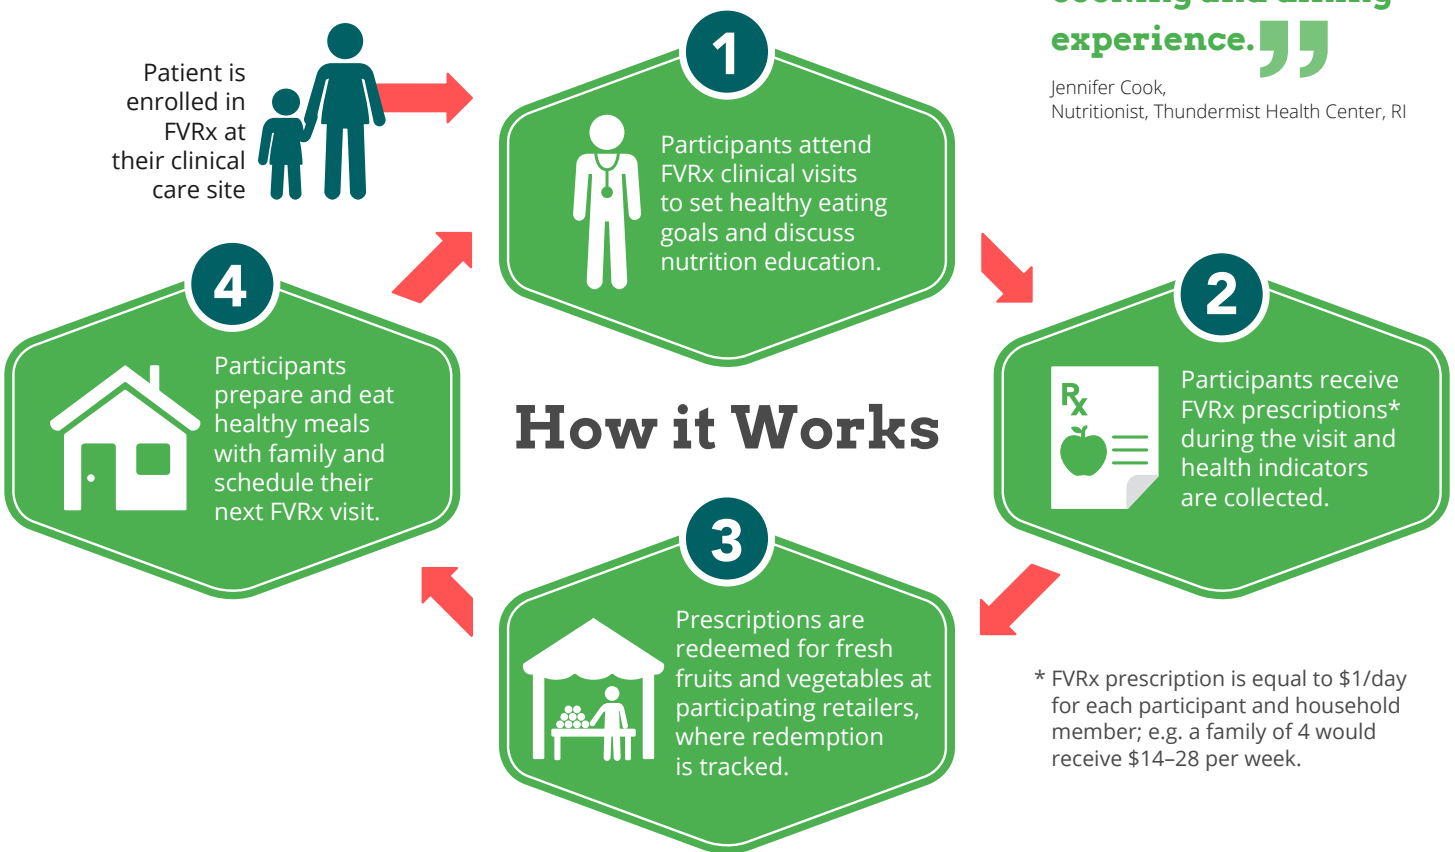 cooking and dining
experience.”
Jennifer Cook,
Nutritionist, Thundermist Health Center, RI
Patient is
enrolled in
FVRx at
their clinical
care site
1
Participants attend
FVRx clinical visits
to set healthy eating
goals and discuss
nutrition education.
2
Rx
Participants receive
FVRx prescriptions*
during the visit and
health indicators
are collected.
How it Works
3
Prescriptions are
redeemed for fresh
fruits and vegetables at
participating retailers,
where redemption
is tracked.
4
Participants
prepare and eat
healthy meals
with family and
schedule their
next FVRx visit.
* FVRx prescription is equal to $1/day
for each participant and household
member; e.g. a family of 4 would
receive $14–28 per week.